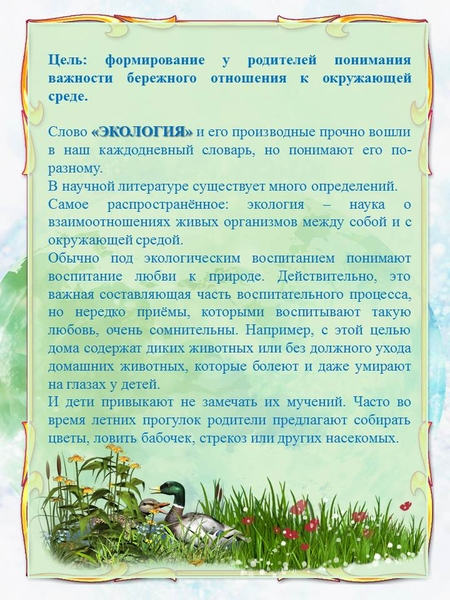 Цель: формирование у родителей понимания
важности бережного отношения к окружающей
среде.
Слово «ЭКОЛОГИЯ» и его производные прочно вошли
в наш каждодневный словарь, но понимают его по-
разному.
В научной литературе существует много определений.
Самое распространённое: экология – наука о
взаимоотношениях живых организмов между собой и с
окружающей средой.
Обычно под экологическим воспитанием понимают
воспитание любви к природе. Действительно, это
важная составляющая часть воспитательного процесса,
но нередко приёмы, которыми воспитывают такую
любовь, очень сомнительны. Например, с этой целью
дома содержат диких животных или без должного ухода
домашних животных, которые болеют и даже умирают
на глазах у детей.
И дети привыкают не замечать их мучений. Часто во
время летних прогулок родители предлагают собирать
цветы, ловить бабочек, стрекоз или других насекомых.